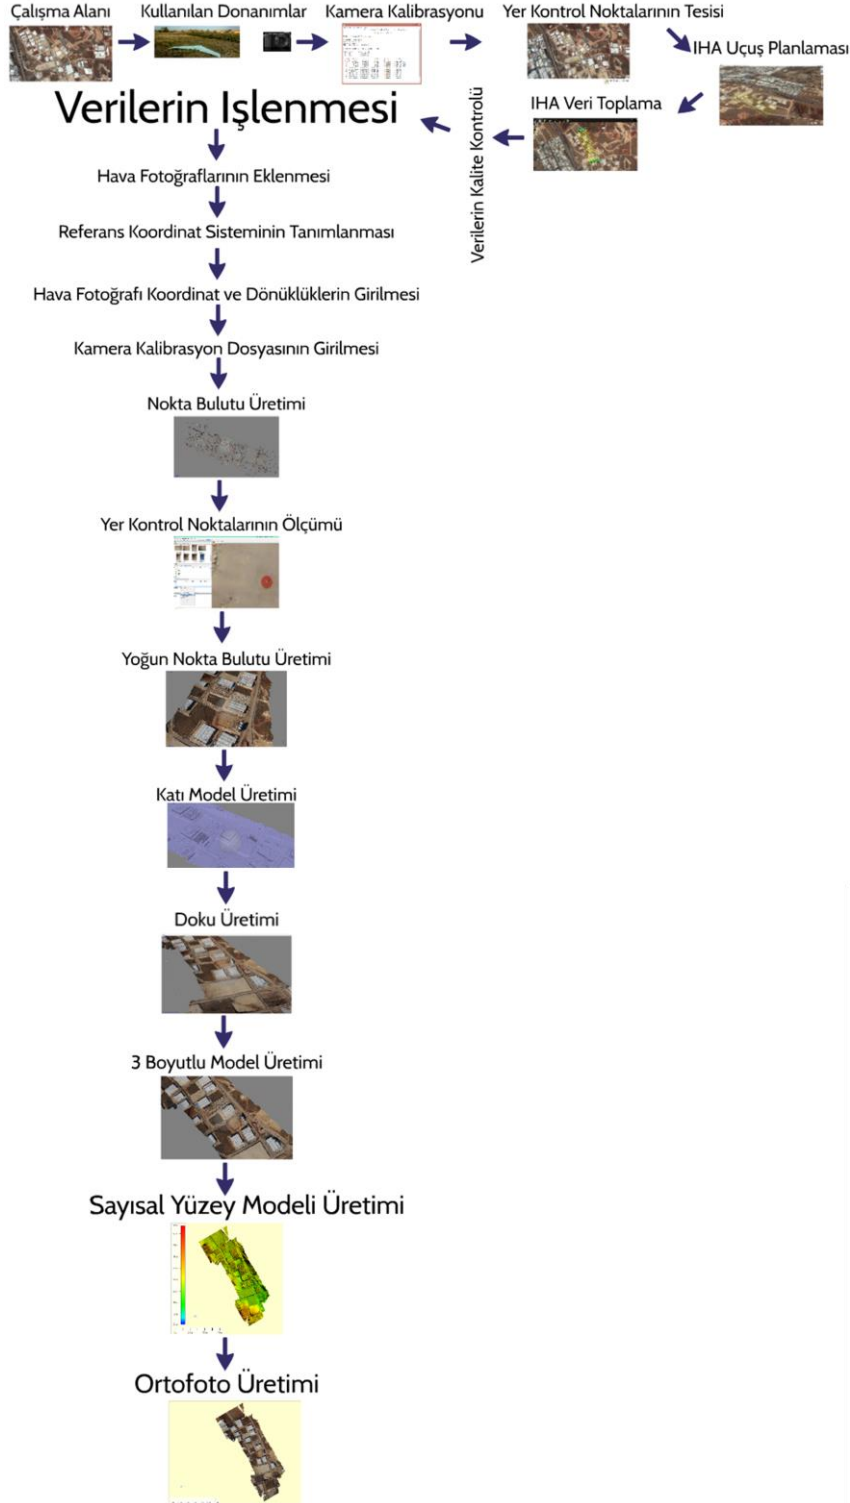 Çalışma Alanı
Kullanılan Donanımlar
Kamera Kalibrasyonu
Yer Kontrol Noktalarının Tesisi
IHA Uçuş Planlaması
IHA Veri Toplama
Verilerin Kalite Kontrolü
Verilerin Işlenmesi
Hava Fotoğraflarının Eklenmesi
Referans Koordinat Sisteminin Tanımlanması
Hava Fotoğrafı Koordinat ve Dönüklüklerin Girilmesi
Kamera Kalibrasyon Dosyasının Girilmesi
Nokta Bulutu Üretimi
Yer Kontrol Noktalarının Ölçümü
Yoğun Nokta Bulutu Üretimi
Katı Model Üretimi
Doku Üretimi
3 Boyutlu Model Üretimi
Sayısal Yüzey Modeli Üretimi
Ortofoto Üretimi